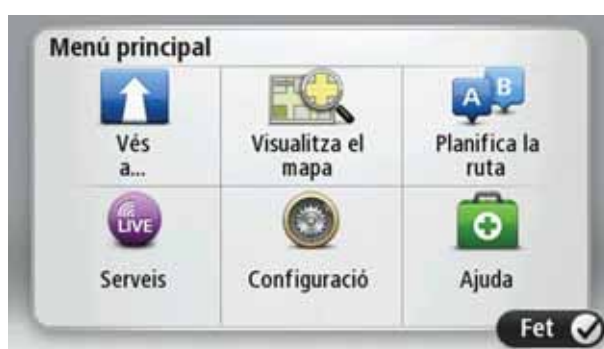 Menú principal
Vés
a...
Visualitza el
mapa
Planifica la
ruta
A
B
LIVE
Serveis
Configuració
Ajuda
Fet